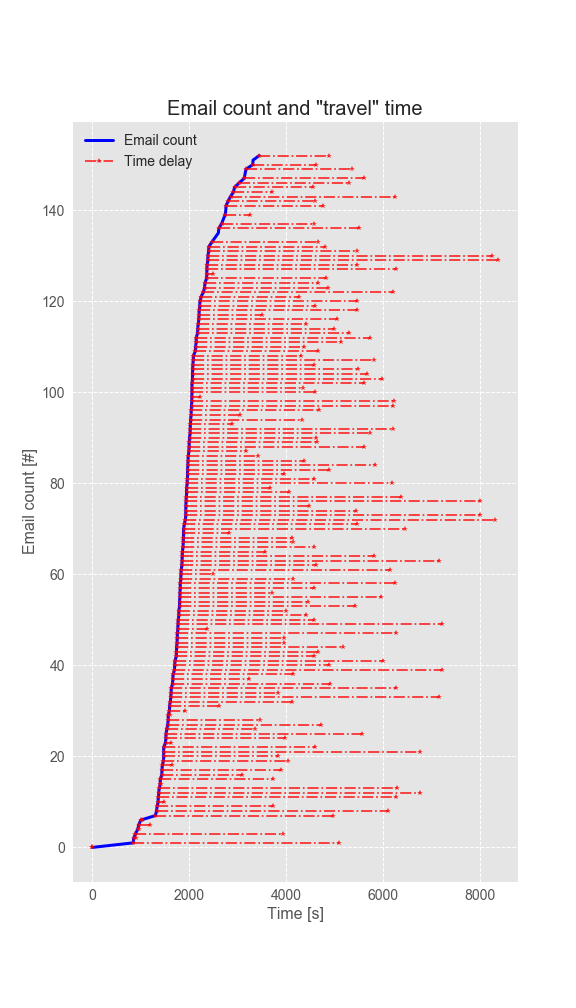 Email count and "travel" time
Email count
Time delay
140
120
100
80
60
40
20
0
Email count [#]
0 2000 4000 6000 8000
Time [s]